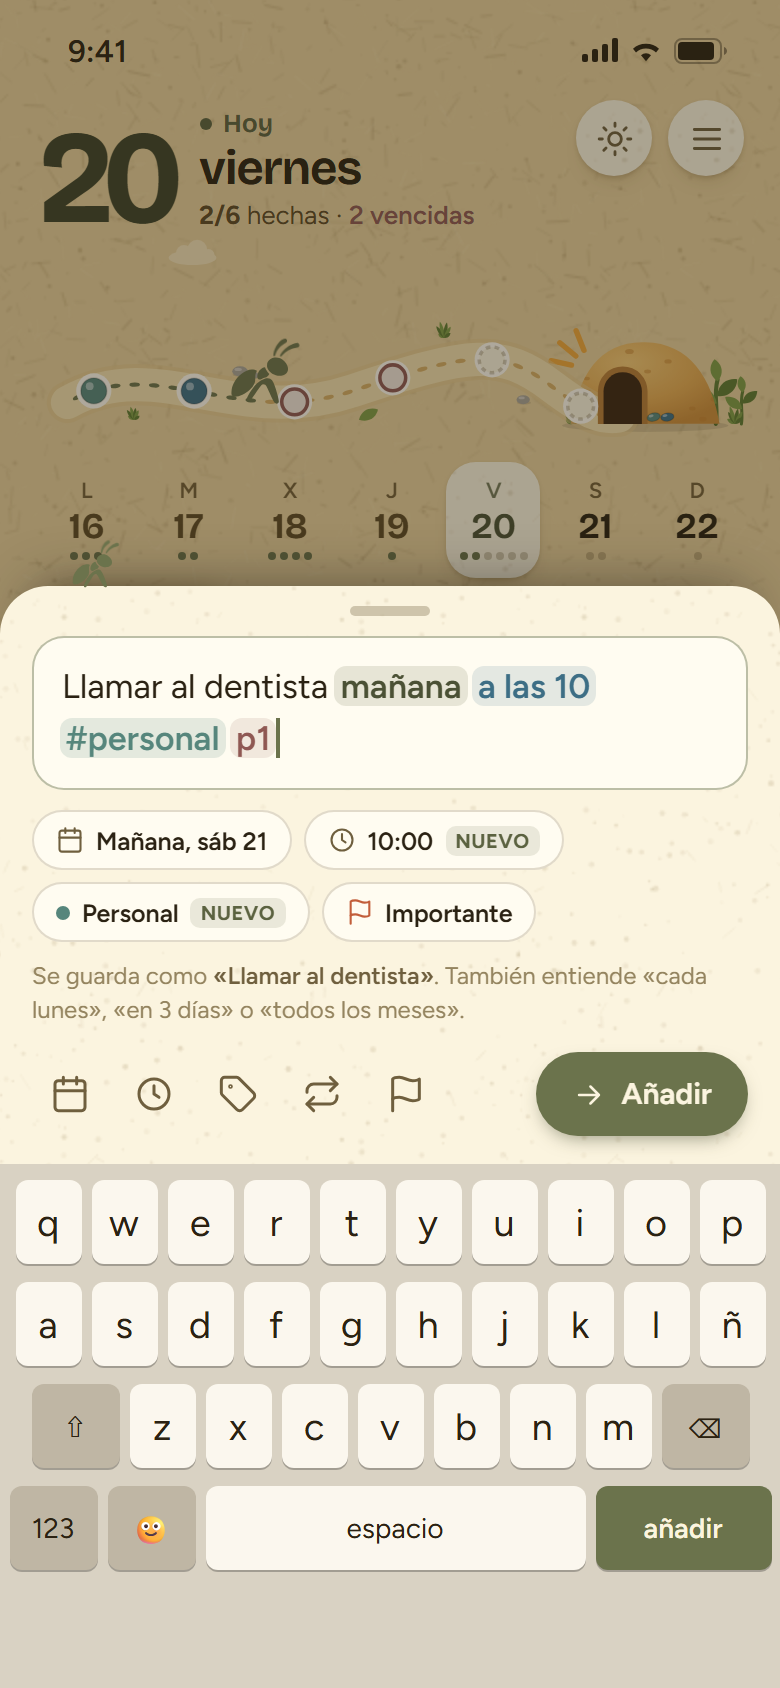 9:41
20
Hoy
viernes
2/6 hechas · 2 vencidas
L M X J V S D
16 17 18 19 20 21 22
Llamar al dentista mañana a las 10
#personal p1
Mañana, sáb 21
10:00 NUEVO
Personal NUEVO
Importante
Se guarda como «Llamar al dentista». También entiende «cada
lunes», «en 3 días» o «todos los meses».
Añadir
q w e r t y u i o p
a s d f g h j k l ñ
z x c v b n m
123 espacio añadir